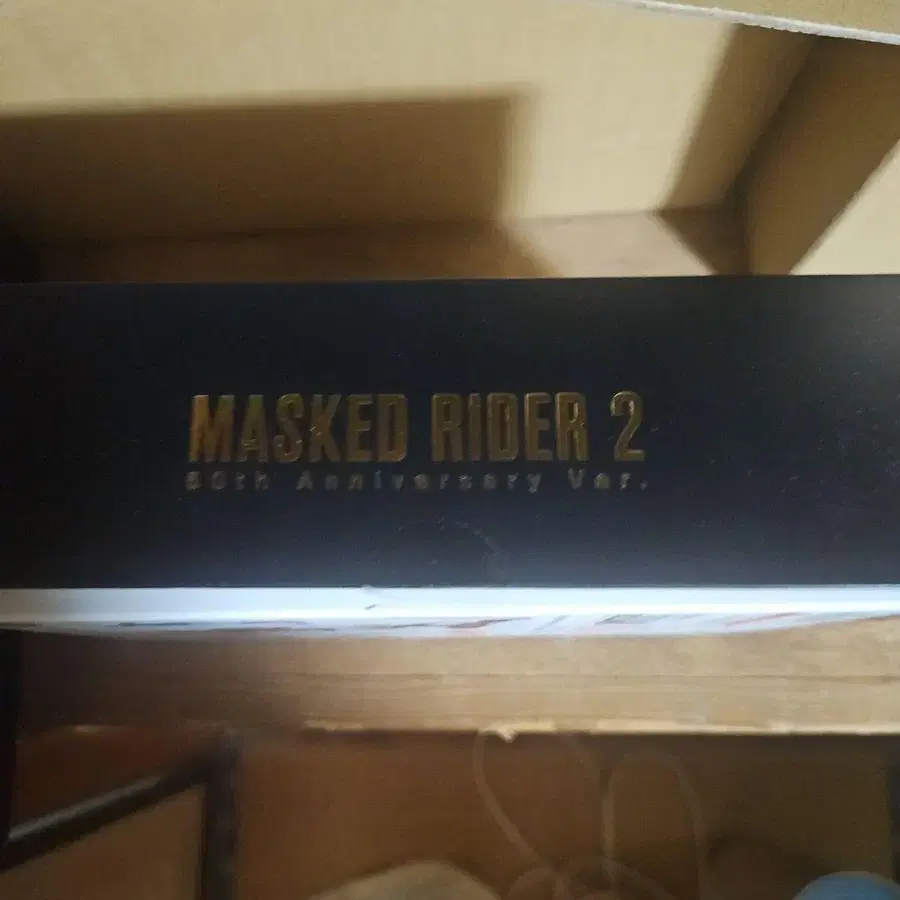 MASKED RIDER 2
50th Anniversary Ver.